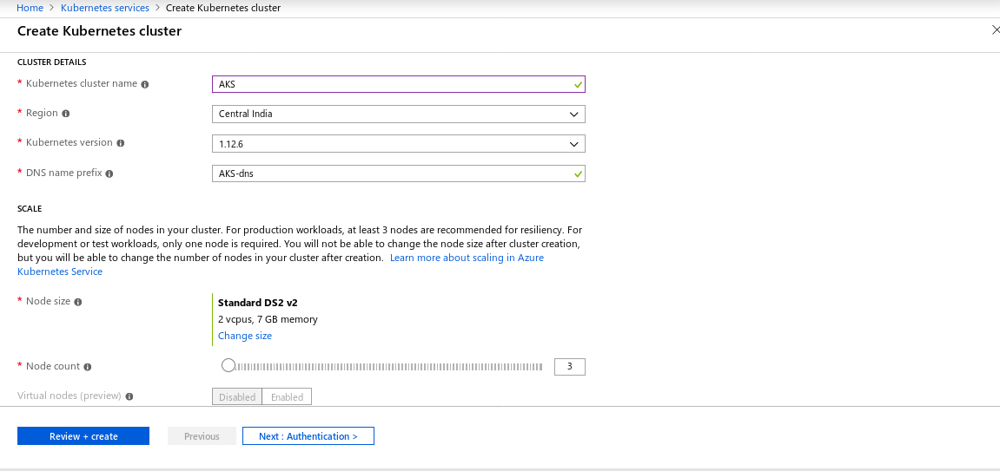 Home > Kubernetes services > Create Kubernetes cluster
Create Kubernetes cluster
CLUSTER DETAILS
* Kubernetes cluster name AKS
* Region Central India
* Kubernetes version 1.12.6
* DNS name prefix AKS-dns
SCALE
The number and size of nodes in your cluster. For production workloads, at least 3 nodes are recommended for resiliency. For
development or test workloads, only one node is required. You will not be able to change the node size after cluster creation,
but you will be able to change the number of nodes in your cluster after creation. Learn more about scaling in Azure
Kubernetes Service
* Node size Standard DS2 v2
2 vcpus, 7 GB memory
Change size
* Node count 3
Virtual nodes (preview) Disabled Enabled
Review + create Previous Next : Authentication >